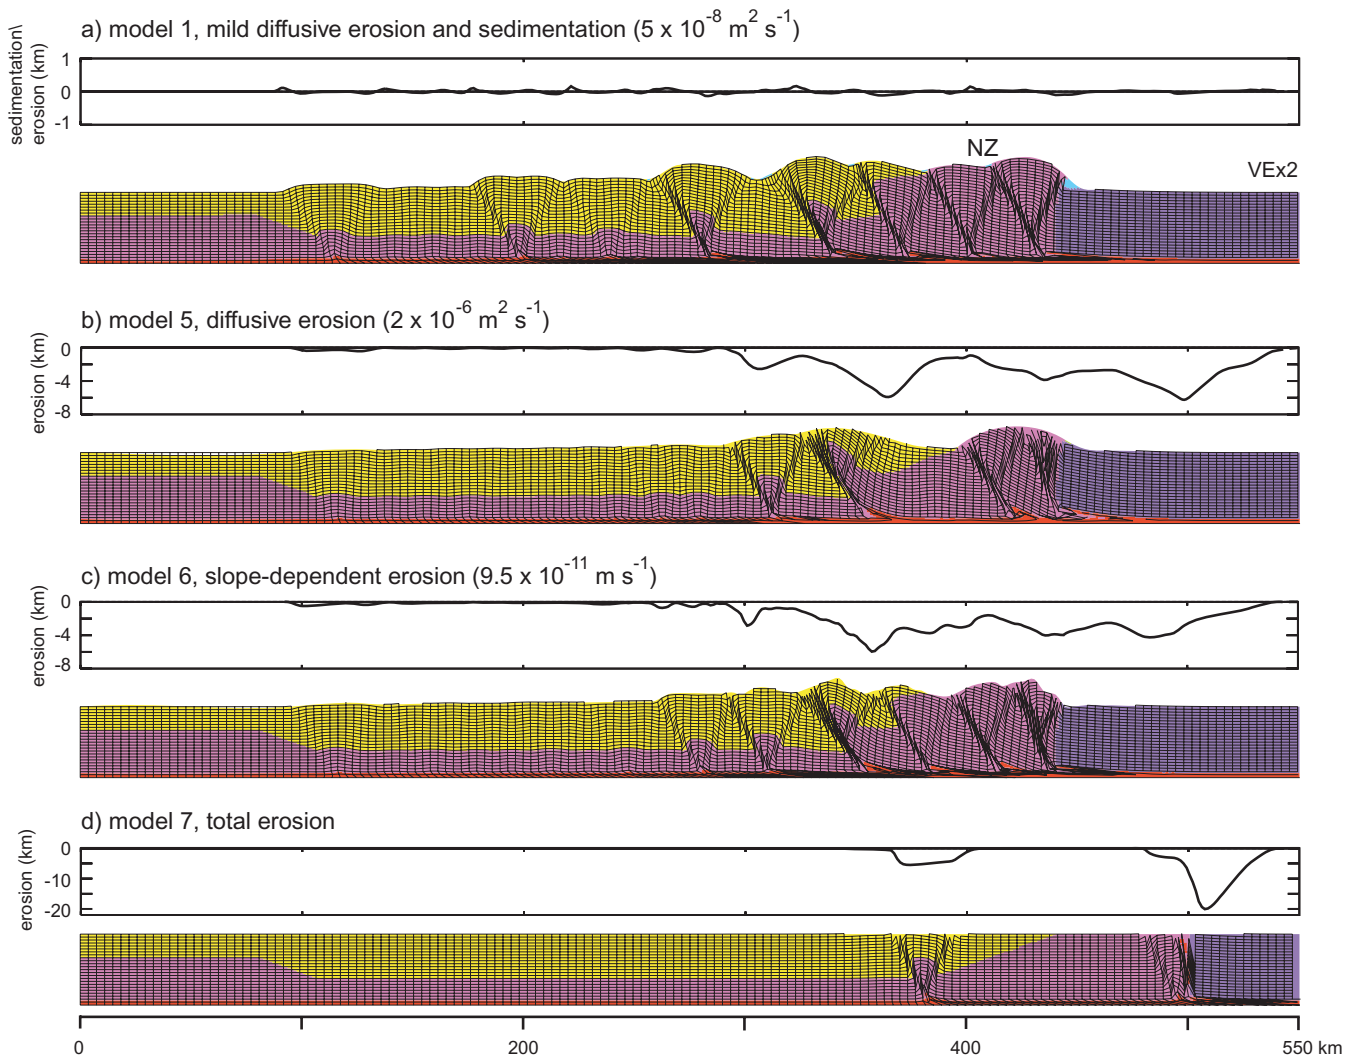 a) model 1, mild diffusive erosion and sedimentation (5 x 10⁻⁸ m² s⁻¹)
sedimentation\
erosion (km)
1
0
-1
NZ
VEx2
b) model 5, diffusive erosion (2 x 10⁻⁶ m² s⁻¹)
erosion (km)
0
-4
-8
c) model 6, slope-dependent erosion (9.5 x 10⁻¹¹ m s⁻¹)
erosion (km)
0
-4
-8
d) model 7, total erosion
erosion (km)
0
-10
-20
0 200 400 550 km